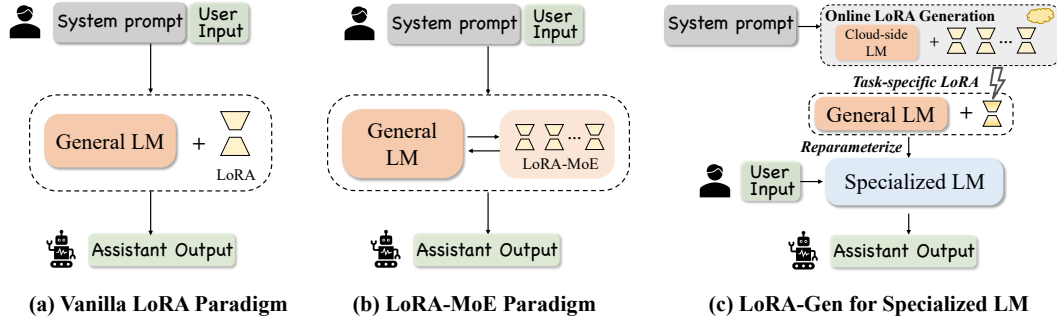 System prompt
User
Input
General LM
+
LoRA
Assistant Output
(a) Vanilla LoRA Paradigm
System prompt
User
Input
General
LM
...
LoRA-MoE
Assistant Output
(b) LoRA-MoE Paradigm
System prompt
Online LoRA Generation
Cloud-side
LM
+
...
Task-specific LoRA
General LM
+
Reparameterize
User
Input
Specialized LM
Assistant Output
(c) LoRA-Gen for Specialized LM